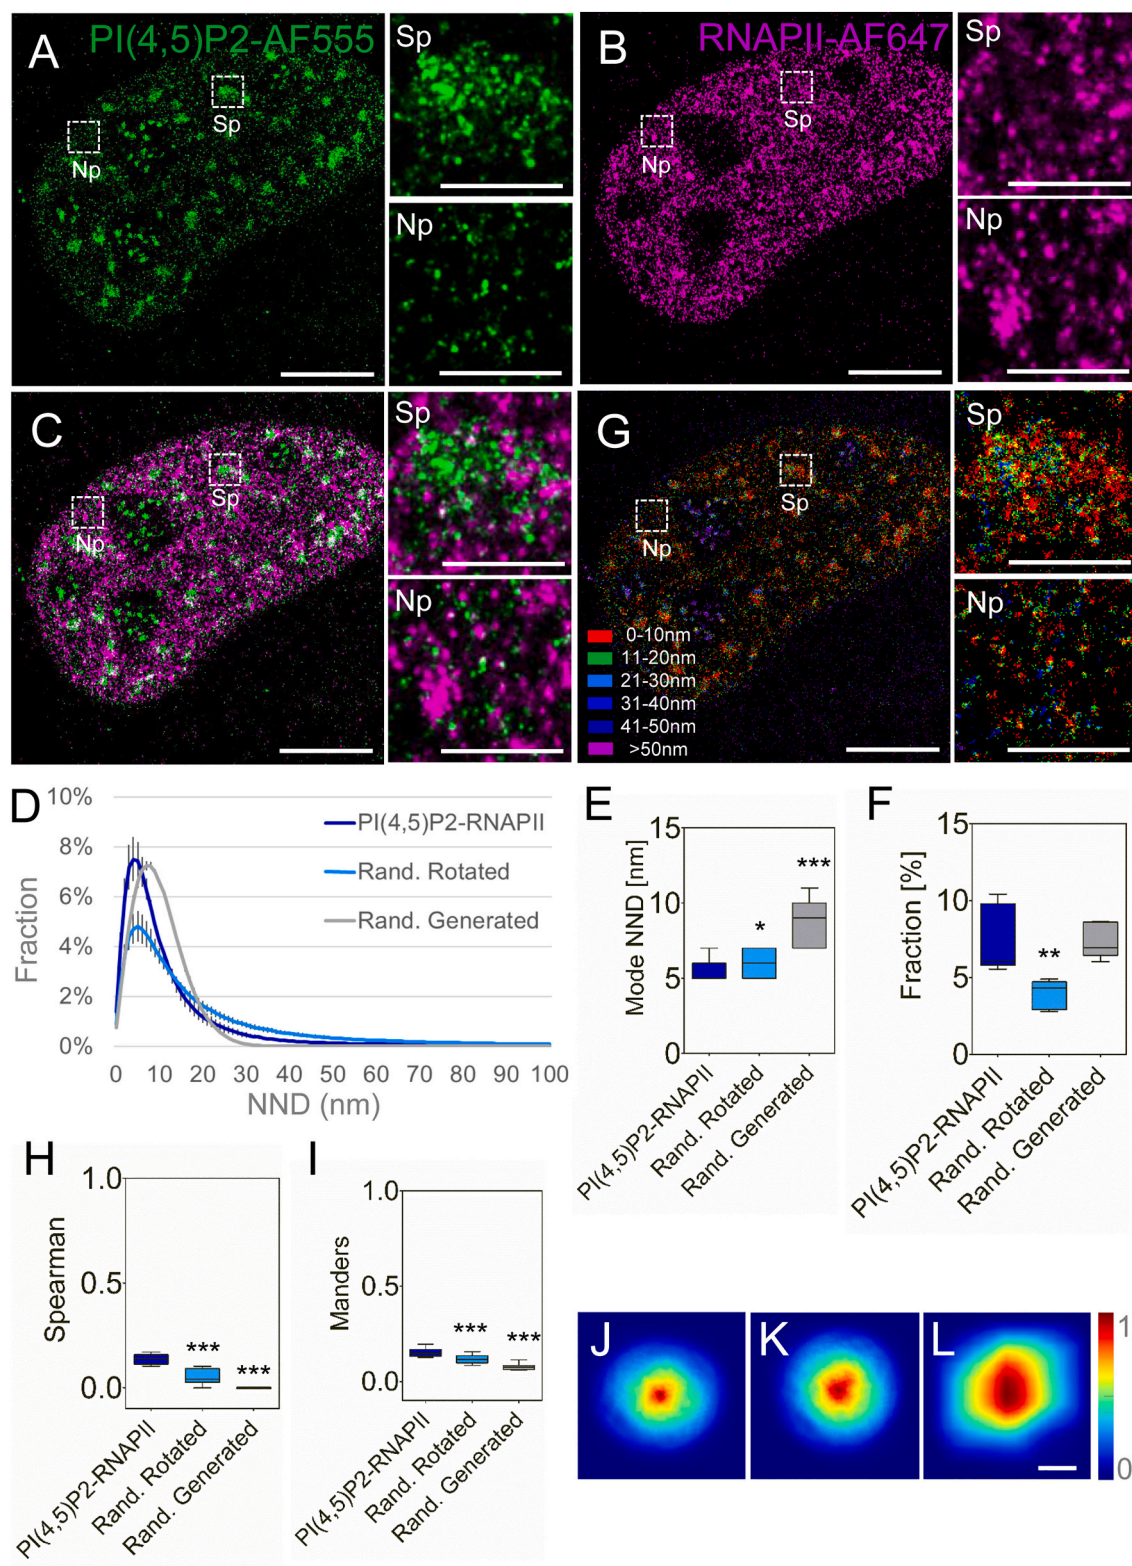 A
PI(4,5)P2-AF555
Sp
Np
Sp
Np
B
RNAPII-AF647
Sp
Np
Sp
Np
C
Sp
Np
Sp
Np
G
Sp
Np
0-10nm
11-20nm
21-30nm
31-40nm
41-50nm
>50nm
Sp
Np
D
10%
8%
6%
4%
2%
0%
Fraction
PI(4,5)P2-RNAPII
Rand. Rotated
Rand. Generated
0 10 20 30 40 50 60 70 80 90 100
NND (nm)
E
Mode NND [nm]
15
10
5
0
*
***
PI(4,5)P2-RNAPII
Rand. Rotated
Rand. Generated
F
Fraction [%]
15
10
5
0
**
PI(4,5)P2-RNAPII
Rand. Rotated
Rand. Generated
H
Spearman
1.0
0.5
0.0
***
***
PI(4,5)P2-RNAPII
Rand. Rotated
Rand. Generated
I
Manders
1.0
0.5
0.0
***
***
PI(4,5)P2-RNAPII
Rand. Rotated
Rand. Generated
J
K
L
1
0